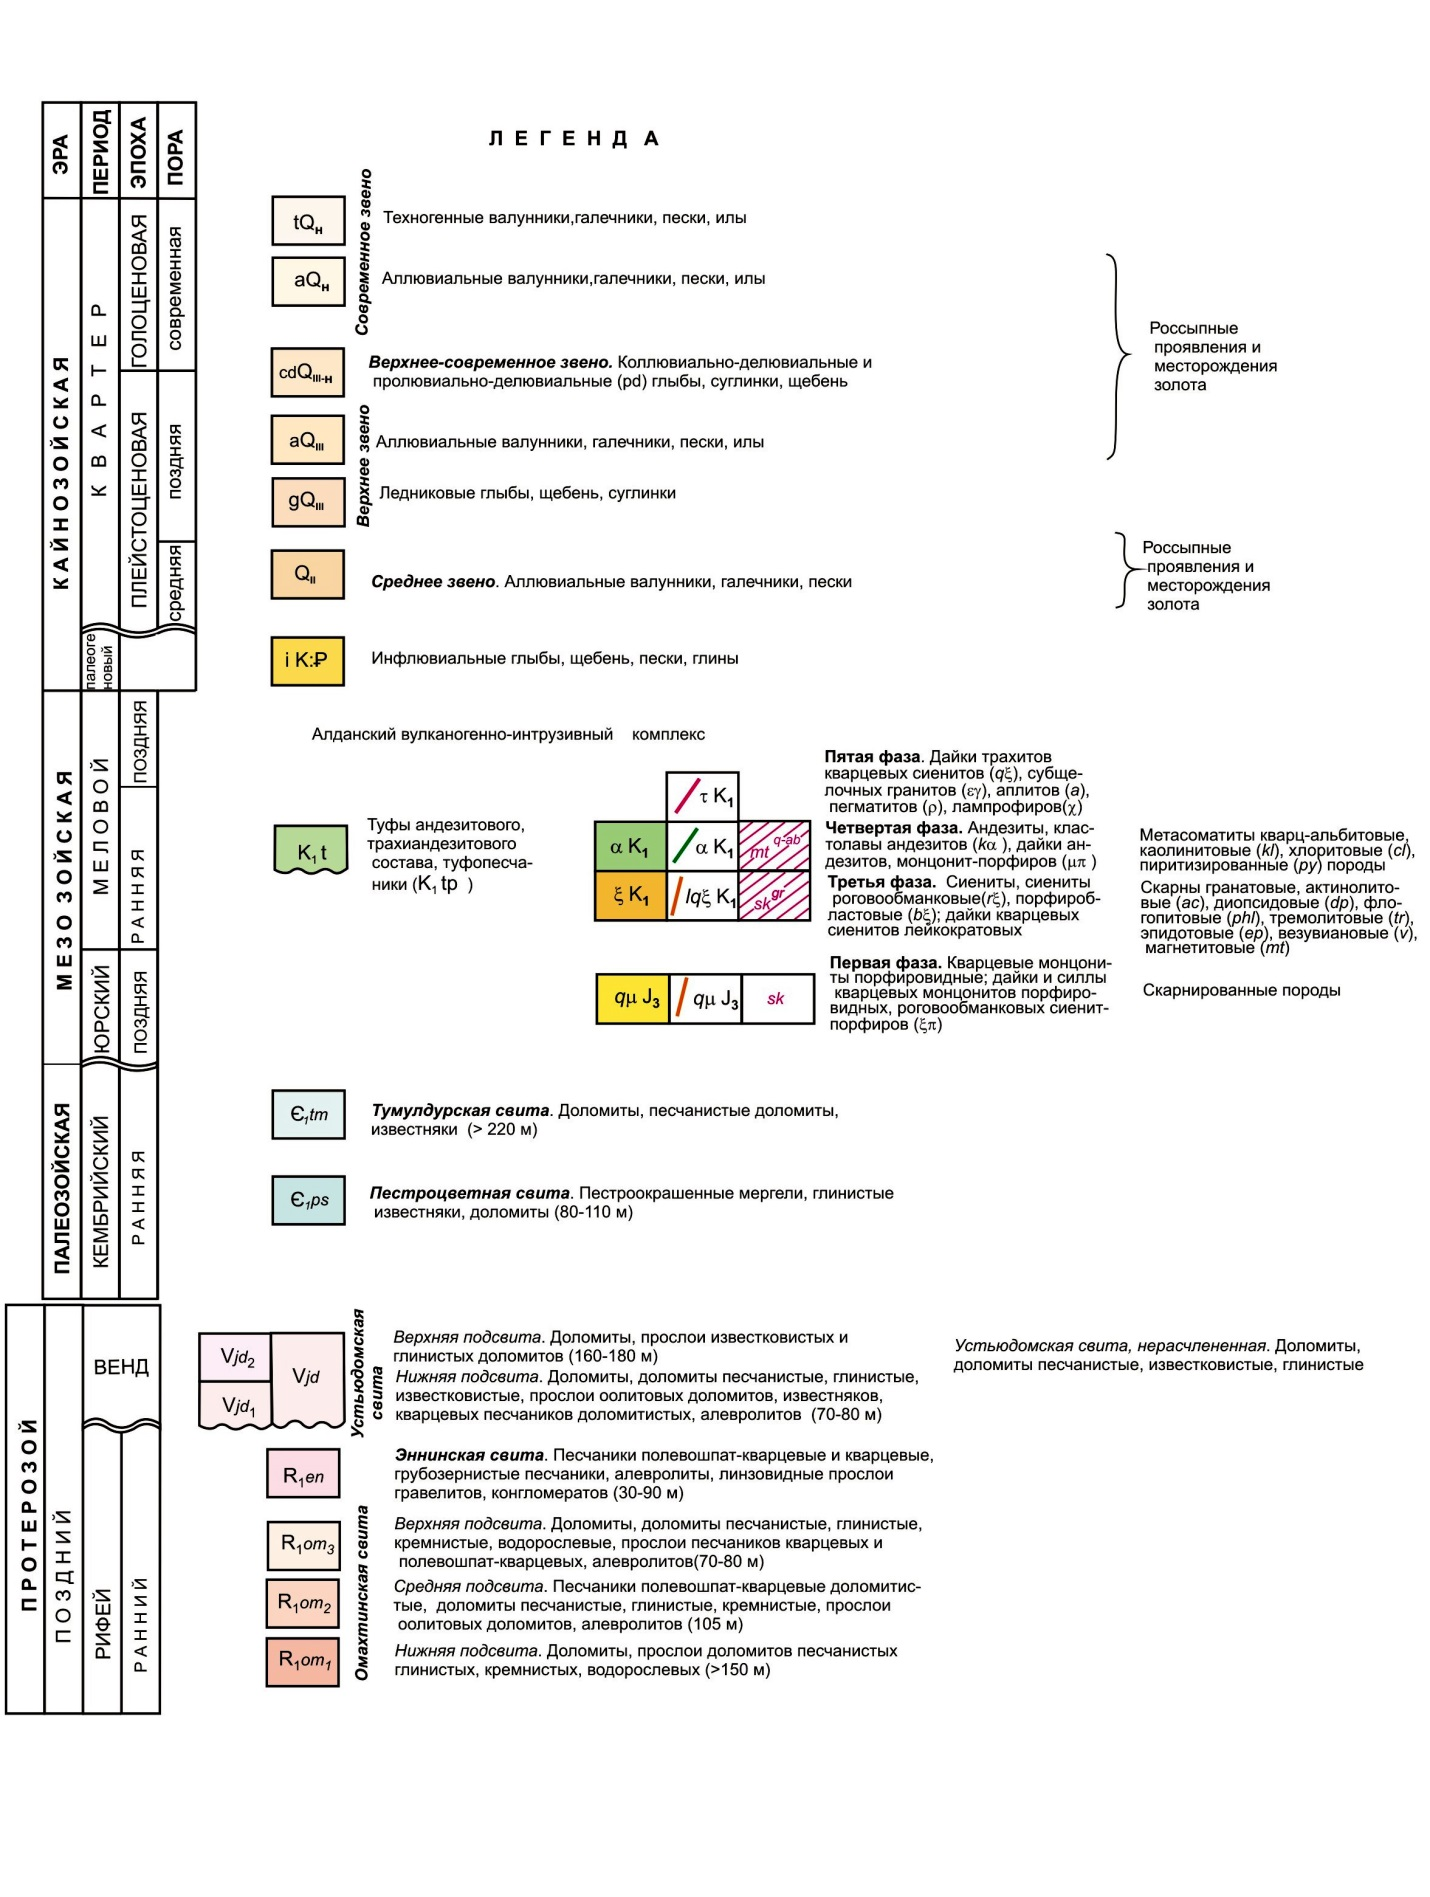 ЛЕГЕНДА
ЭРА
ПЕРИОД
ЭПОХА
ПОРА
КАЙНОЗОЙСКАЯ
КВАРТЕР
ГОЛОЦЕНОВАЯ
современная
ПЛЕЙСТОЦЕНОВАЯ
поздняя
средняя
палеоге
новый
МЕЗОЗОЙСКАЯ
МЕЛОВОЙ
ПОЗДНЯЯ
РАННЯЯ
ЮРСКИЙ
ПОЗДНЯЯ
ПАЛЕОЗОЙСКАЯ
КЕМБРИЙСКИЙ
РАННЯЯ
ПРОТЕРОЗОЙ
ПОЗДНИЙ
ВЕНД
РИФЕЙ
РАННИЙ
Современное звено
tQн
Техногенные валунники,галечники, пески, илы
aQн
Аллювиальные валунники,галечники, пески, илы
cdQIII-н
Верхнее-современное звено. Коллювиально-делювиальные и
пролювиально-делювиальные (pd) глыбы, суглинки, щебень
Верхнее звено
aQIII
Аллювиальные валунники, галечники, пески, илы
gQIII
Ледниковые глыбы, щебень, суглинки
Россыпные
проявления и
месторождения
золота
QII
Среднее звено. Аллювиальные валунники, галечники, пески
Россыпные
проявления и
месторождения
золота
i K:₽
Инфлювиальные глыбы, щебень, пески, глины
Алданский вулканогенно-интрузивный комплекс
K₁ t
Туфы андезитового,
трахиандезитового
состава, туфопесча-
ники (K₁ tp )
τ K₁
Пятая фаза. Дайки трахитов
кварцевых сиенитов (qξ), субще-
лочных гранитов (εγ), аплитов (a),
пегматитов (ρ), лампрофиров(χ)
α K₁
α K₁
mt q-ab
Четвертая фаза. Андезиты, клас-
толавы андезитов (kα ), дайки ан-
дезитов, монцонит-порфиров (μπ )
Метасоматиты кварц-альбитовые,
каолинитовые (kl), хлоритовые (cl),
пиритизированные (py) породы
ξ K₁
lqξ K₁
sk gr
Третья фаза. Сиениты, сиениты
роговообманковые(rξ), порфироб-
ластовые (bξ); дайки кварцевых
сиенитов лейкократовых
Скарны гранатовые, актинолито-
вые (ac), диопсидовые (dp), фло-
гопитовые (phl), тремолитовые (tr),
эпидотовые (ep), везувиановые (v),
магнетитовые (mt)
qμ J₃
qμ J₃
sk
Первая фаза. Кварцевые монцони-
ты порфировидные; дайки и силлы
кварцевых монцонитов порфиро-
видных, роговообманковых сиенит-
порфиров (ξπ)
Скарнированные породы
Є₁tm
Тумулдурская свита. Доломиты, песчанистые доломиты,
известняки (> 220 м)
Є₁ps
Пестроцветная свита. Пестроокрашенные мергели, глинистые
известняки, доломиты (80-110 м)
Vjd₂
Vjd₁
Vjd
Устьюдомская
свита
Верхняя подсвита. Доломиты, прослои известковистых и
глинистых доломитов (160-180 м)
Нижняя подсвита. Доломиты, доломиты песчанистые, глинистые,
известковистые, прослои оолитовых доломитов, известняков,
кварцевых песчаников доломитистых, алевролитов (70-80 м)
Устьюдомская свита, нерасчлененная. Доломиты,
доломиты песчанистые, известковистые, глинистые
R₁en
Эннинская свита. Песчаники полевошпат-кварцевые и кварцевые,
грубозернистые песчаники, алевролиты, линзовидные прослои
гравелитов, конгломератов (30-90 м)
Омахтинская свита
R₁om₃
Верхняя подсвита. Доломиты, доломиты песчанистые, глинистые,
кремнистые, водорослевые, прослои песчаников кварцевых и
полевошпат-кварцевых, алевролитов(70-80 м)
R₁om₂
Средняя подсвита. Песчаники полевошпат-кварцевые доломитис-
тые, доломиты песчанистые, глинистые, кремнистые, прослои
оолитовых доломитов, алевролитов (105 м)
R₁om₁
Нижняя подсвита. Доломиты, прослои доломитов песчанистых
глинистых, кремнистых, водорослевых (>150 м)